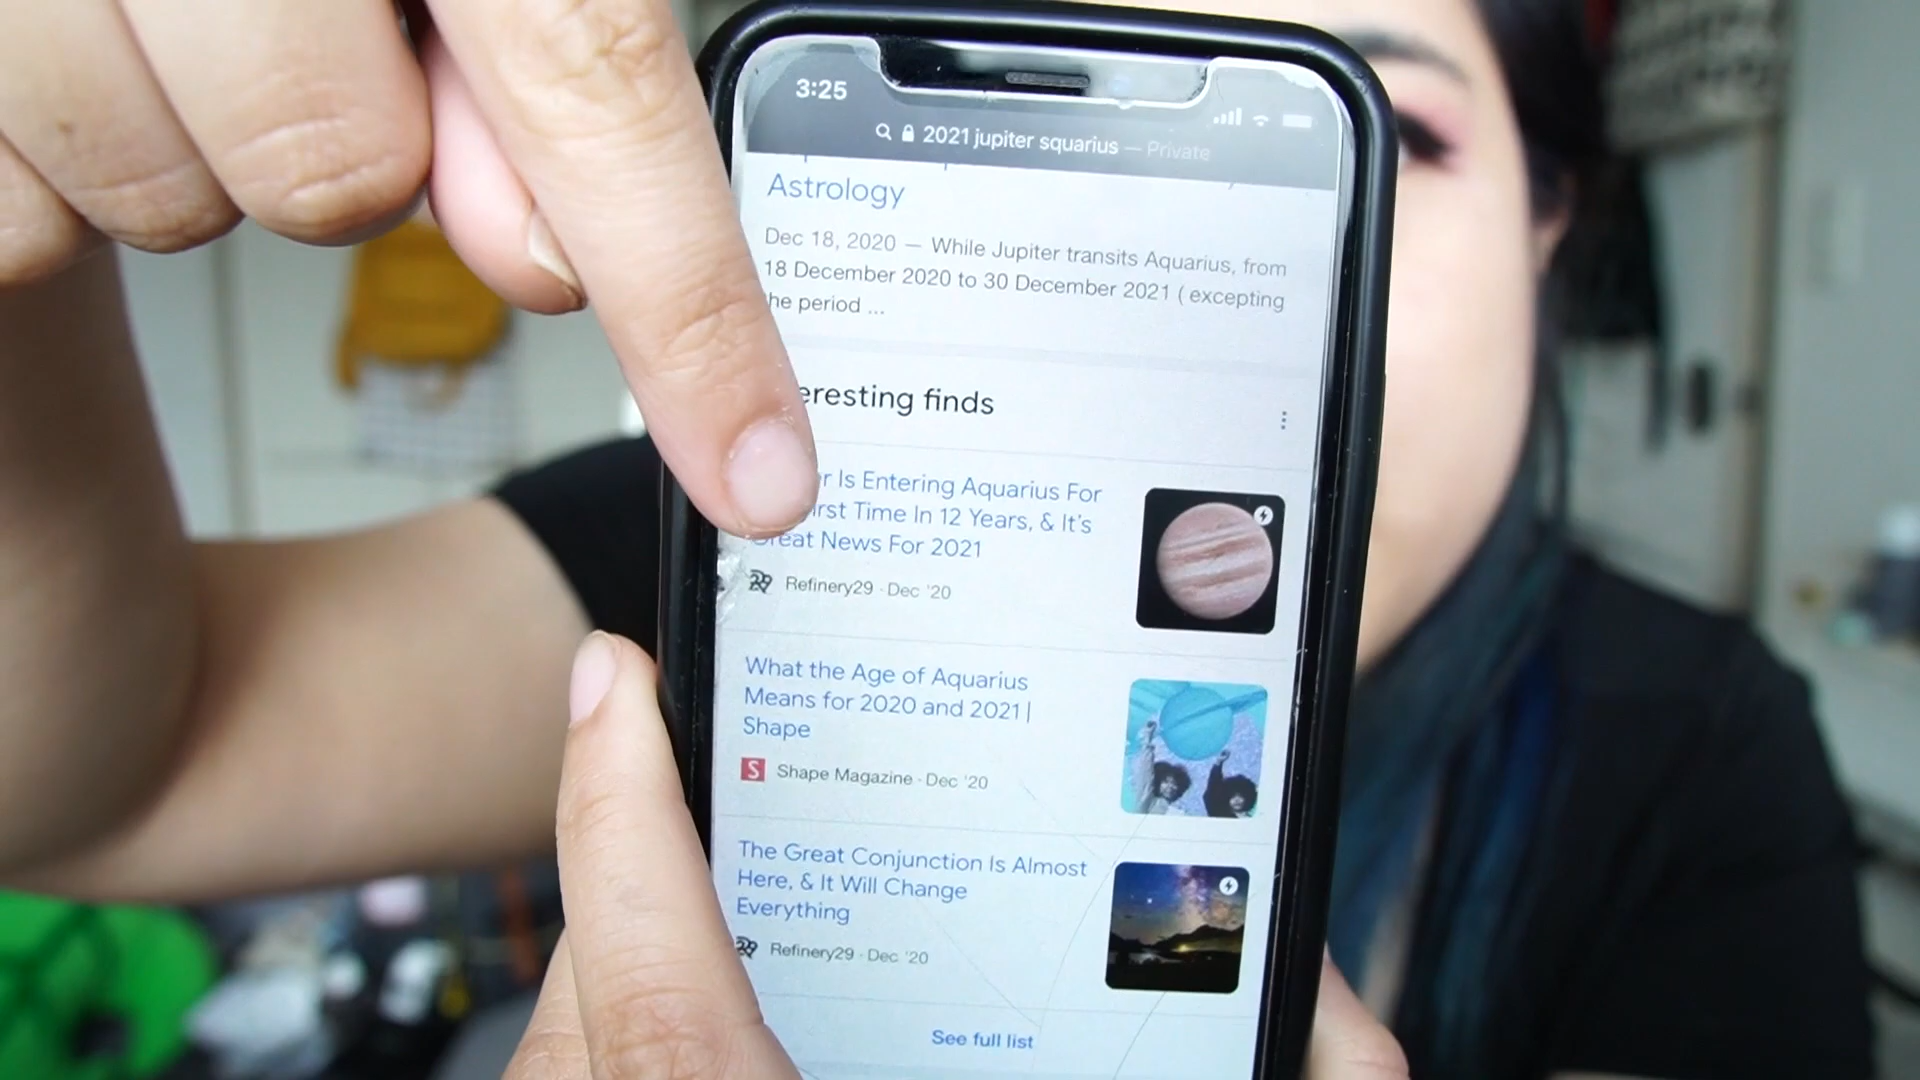 3:25
2021 jupiter squarius — Private
Astrology
Dec 18, 2020 — While Jupiter transits Aquarius, from
18 December 2020 to 30 December 2021 ( excepting
he period ...
eresting finds
r Is Entering Aquarius For
irst Time In 12 Years, & It's
Great News For 2021
Refinery29 · Dec '20
What the Age of Aquarius
Means for 2020 and 2021 |
Shape
S Shape Magazine · Dec '20
The Great Conjunction Is Almost
Here, & It Will Change
Everything
Refinery29 · Dec '20
See full list